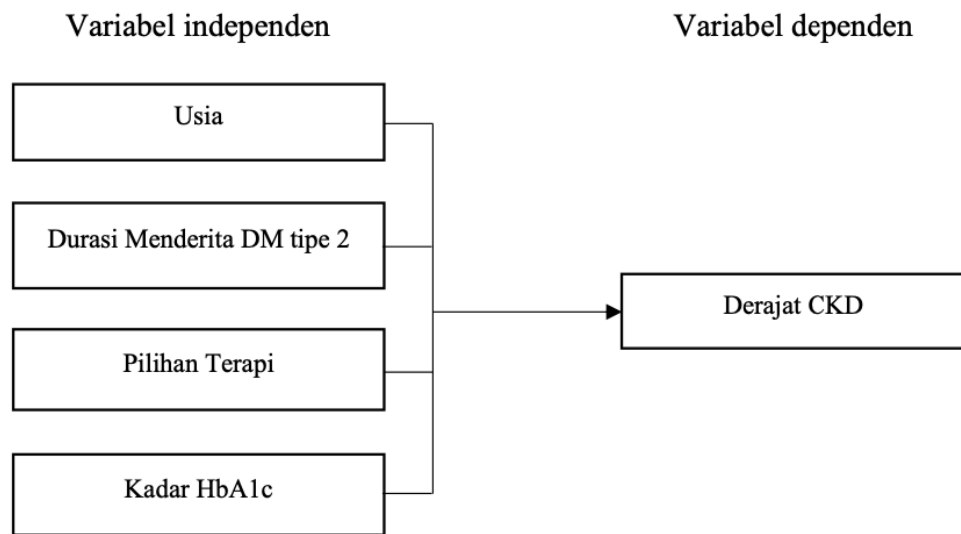 Variabel independen
Variabel dependen
Usia
Durasi Menderita DM tipe 2
Pilihan Terapi
Kadar HbA1c
Derajat CKD